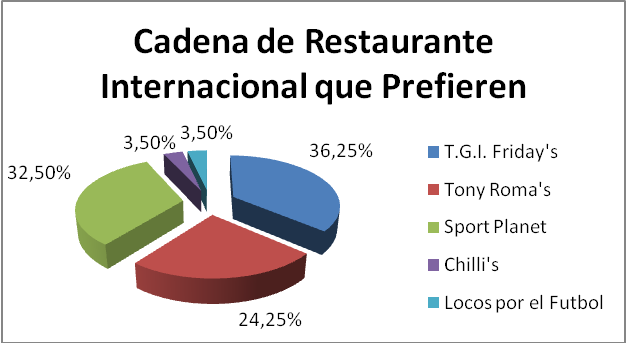 Cadena de Restaurante
Internacional que Prefieren
3,50%
3,50%
36,25%
32,50%
24,25%
T.G.I. Friday's
Tony Roma's
Sport Planet
Chilli's
Locos por el Futbol